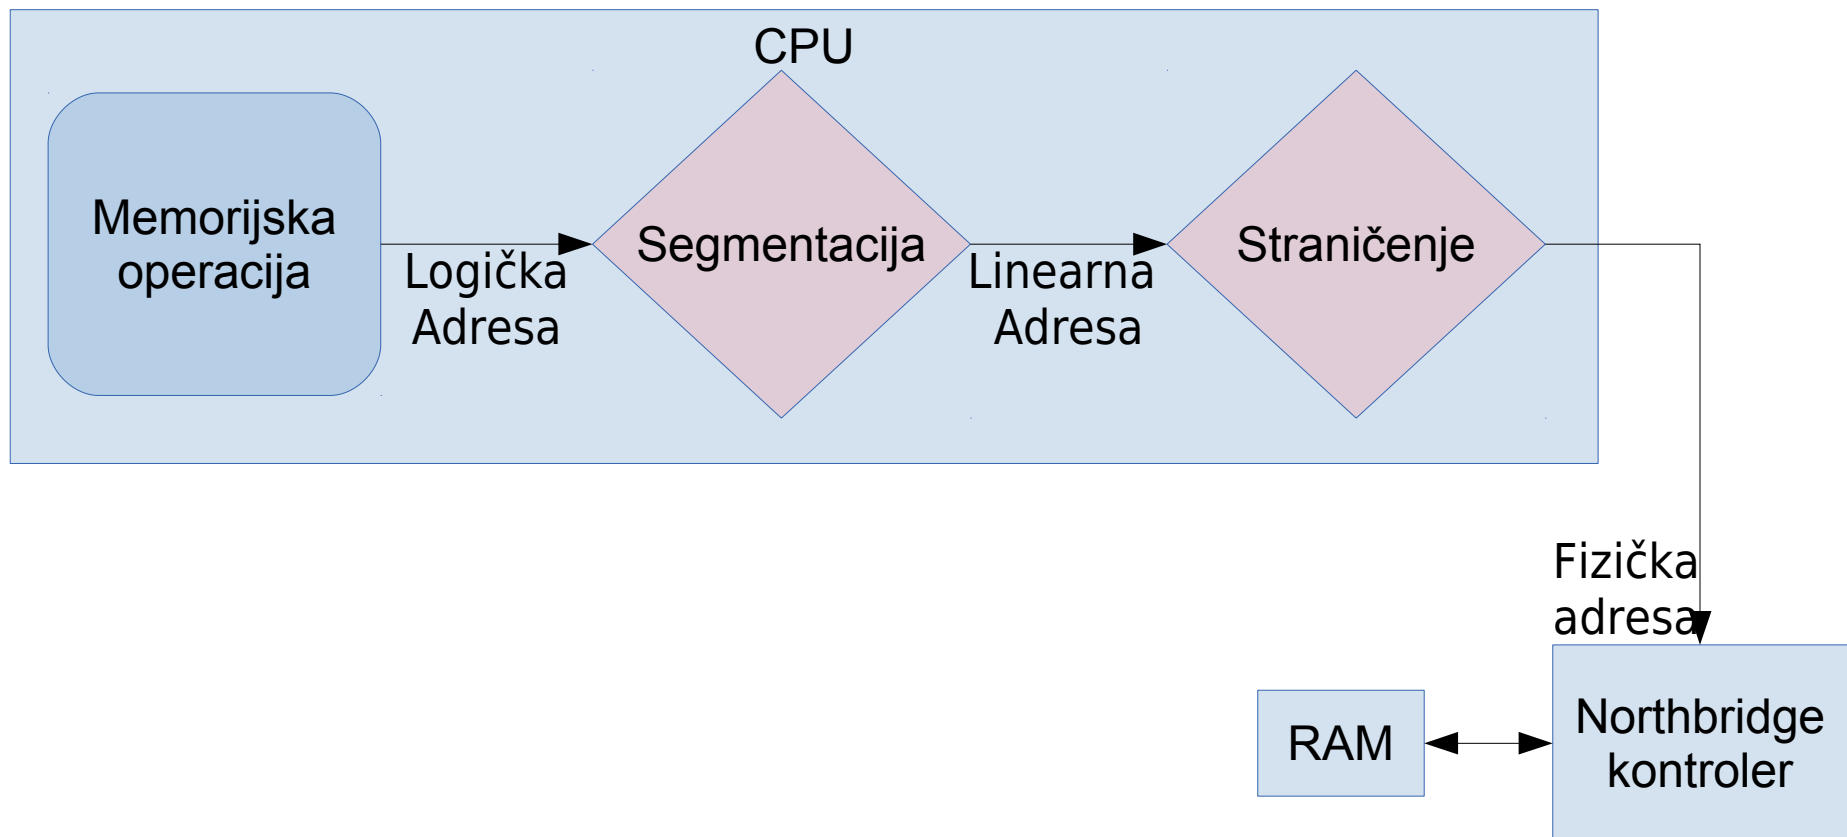 CPU
Memorijska
operacija
Logička
Adresa
Segmentacija
Linearna
Adresa
Straničenje
Fizička
adresa
RAM
Northbridge
kontroler